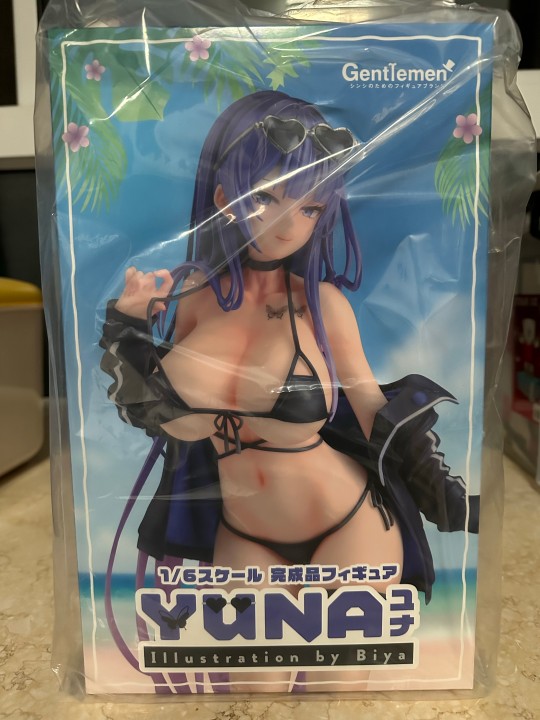 Gentlemen
シンシのためのフィギュアブランド
1/6スケール 完成品フィギュア
YUNA
ユナ
Illustration by Biya